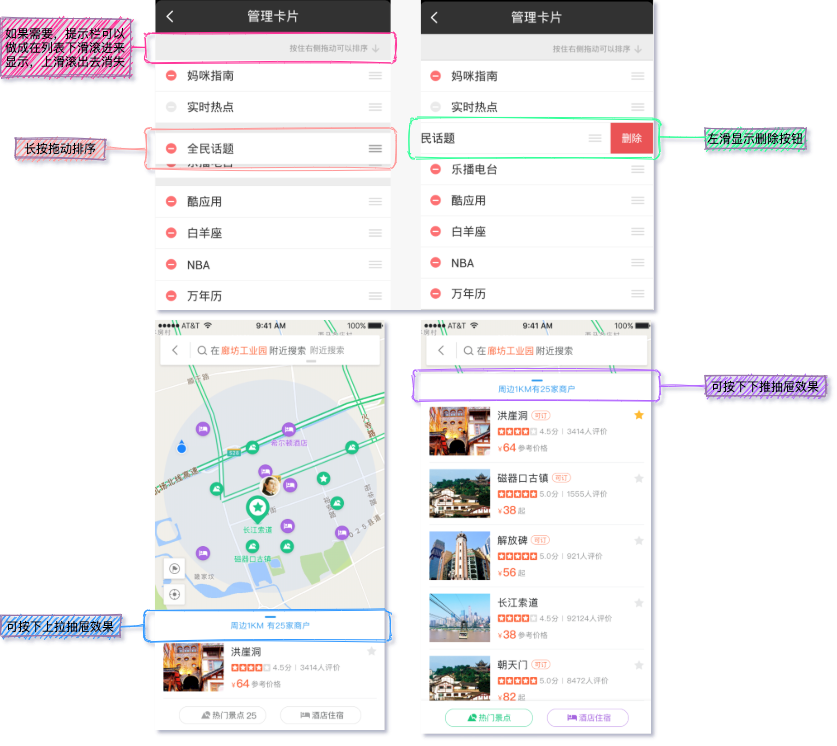 如果需要，提示栏可以
做成在列表下滑滚进来
显示，上滑滚出去消失
管理卡片
按住右侧拖动可以排序 ↓
妈咪指南
实时热点
长按拖动排序
全民话题
乐播电台
酷应用
白羊座
NBA
万年历
管理卡片
按住右侧拖动可以排序 ↓
妈咪指南
实时热点
民话题
删除
左滑显示删除按钮
乐播电台
酷应用
白羊座
NBA
万年历
AT&T 9:41 AM 100%
在 廊坊工业园 附近搜索 附近搜索
希尔顿酒店
长江索道
磁器口古镇
可按下上拉抽屉效果
周边1KM 有25家商户
洪崖洞
4.5分 | 3414人评价
¥64 参考价格
热门景点 25
酒店住宿
AT&T 9:41 AM 100%
在 廊坊工业园 附近搜索
周边1KM有25家商户
可按下下推抽屉效果
洪崖洞 可订
4.5分 | 3414人评价
¥64 参考价格
磁器口古镇 可订
5.0分 | 1555人评价
¥38 起
解放碑 可订
5.0分 | 921人评价
¥56 起
长江索道
4.5分 | 92124人评价
¥38 参考价格
朝天门 可订
5.0分 | 8472人评价
¥82 起
热门景点
酒店住宿